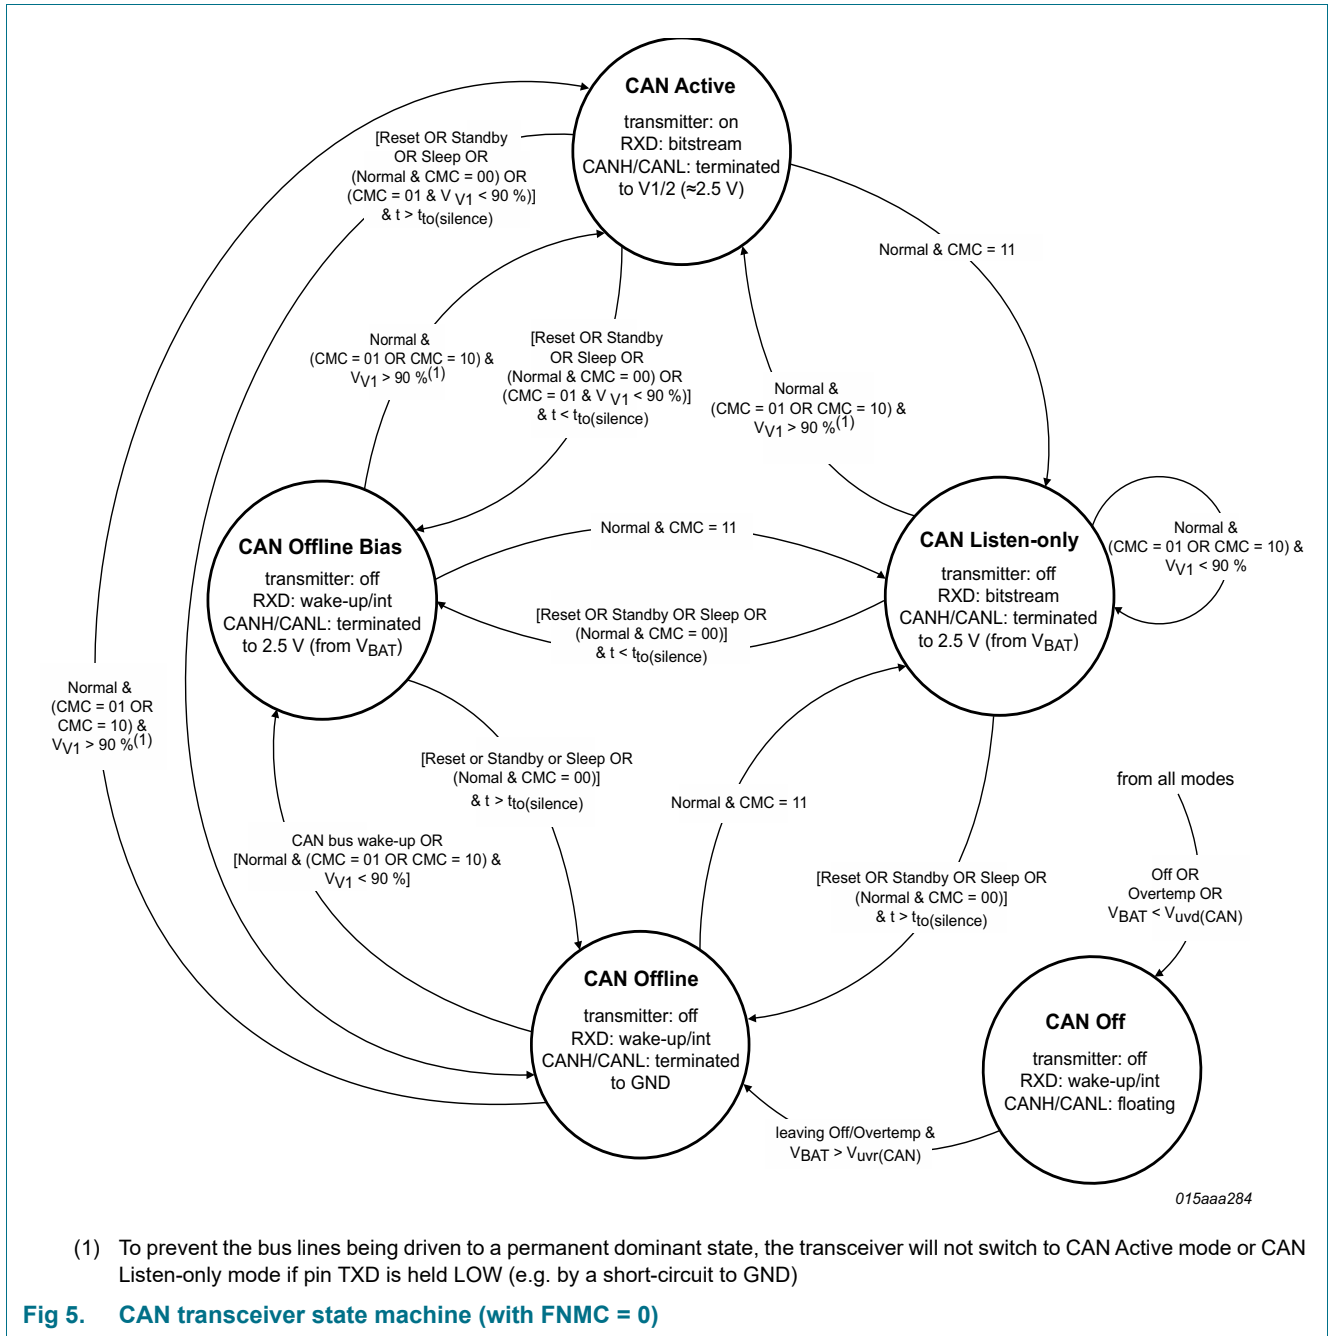 CAN Active
transmitter: on
RXD: bitstream
CANH/CANL: terminated
to V1/2 (≈2.5 V)
[Reset OR Standby
OR Sleep OR
(Normal & CMC = 00) OR
(CMC = 01 & V V1 < 90 %)]
& t > tto(silence)
Normal & CMC = 11
Normal &
(CMC = 01 OR CMC = 10) &
VV1 > 90 %(1)
[Reset OR Standby
OR Sleep OR
(Normal & CMC = 00) OR
(CMC = 01 & V V1 < 90 %)]
& t < tto(silence)
Normal &
(CMC = 01 OR CMC = 10) &
VV1 > 90 %(1)
CAN Offline Bias
transmitter: off
RXD: wake-up/int
CANH/CANL: terminated
to 2.5 V (from VBAT)
Normal & CMC = 11
[Reset OR Standby OR Sleep OR
(Normal & CMC = 00)]
& t < tto(silence)
CAN Listen-only
transmitter: off
RXD: bitstream
CANH/CANL: terminated
to 2.5 V (from VBAT)
Normal &
(CMC = 01 OR CMC = 10) &
VV1 < 90 %
Normal &
(CMC = 01 OR
CMC = 10) &
VV1 > 90 %(1)
[Reset or Standby or Sleep OR
(Nomal & CMC = 00)]
& t > tto(silence)
Normal & CMC = 11
from all modes
CAN bus wake-up OR
[Normal & (CMC = 01 OR CMC = 10) &
VV1 < 90 %]
[Reset OR Standby OR Sleep OR
(Normal & CMC = 00)]
& t > tto(silence)
Off OR
Overtemp OR
VBAT < Vuvd(CAN)
CAN Offline
transmitter: off
RXD: wake-up/int
CANH/CANL: terminated
to GND
CAN Off
transmitter: off
RXD: wake-up/int
CANH/CANL: floating
leaving Off/Overtemp &
VBAT > Vuvr(CAN)
015aaa284
(1) To prevent the bus lines being driven to a permanent dominant state, the transceiver will not switch to CAN Active mode or CAN
Listen-only mode if pin TXD is held LOW (e.g. by a short-circuit to GND)
Fig 5. CAN transceiver state machine (with FNMC = 0)